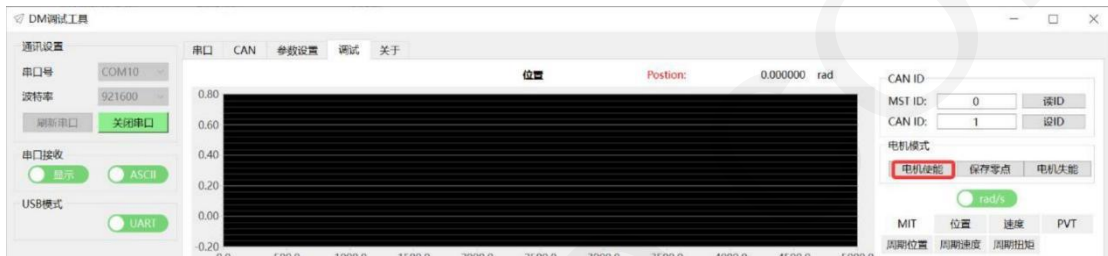 DM调试工具
通讯设置
串口号 COM10
波特率 921600
刷新串口 关闭串口
串口接收
显示 ASCII
USB模式
UART
串口 CAN 参数设置 调试 关于
位置 Postion: 0.000000 rad
0.80
0.60
0.40
0.20
0.00
-0.20
CAN ID
MST ID: 0 读ID
CAN ID: 1 设ID
电机模式
电机使能 保存零点 电机失能
rad/s
MIT 位置 速度 PVT
周期位置 周期速度 周期扭矩